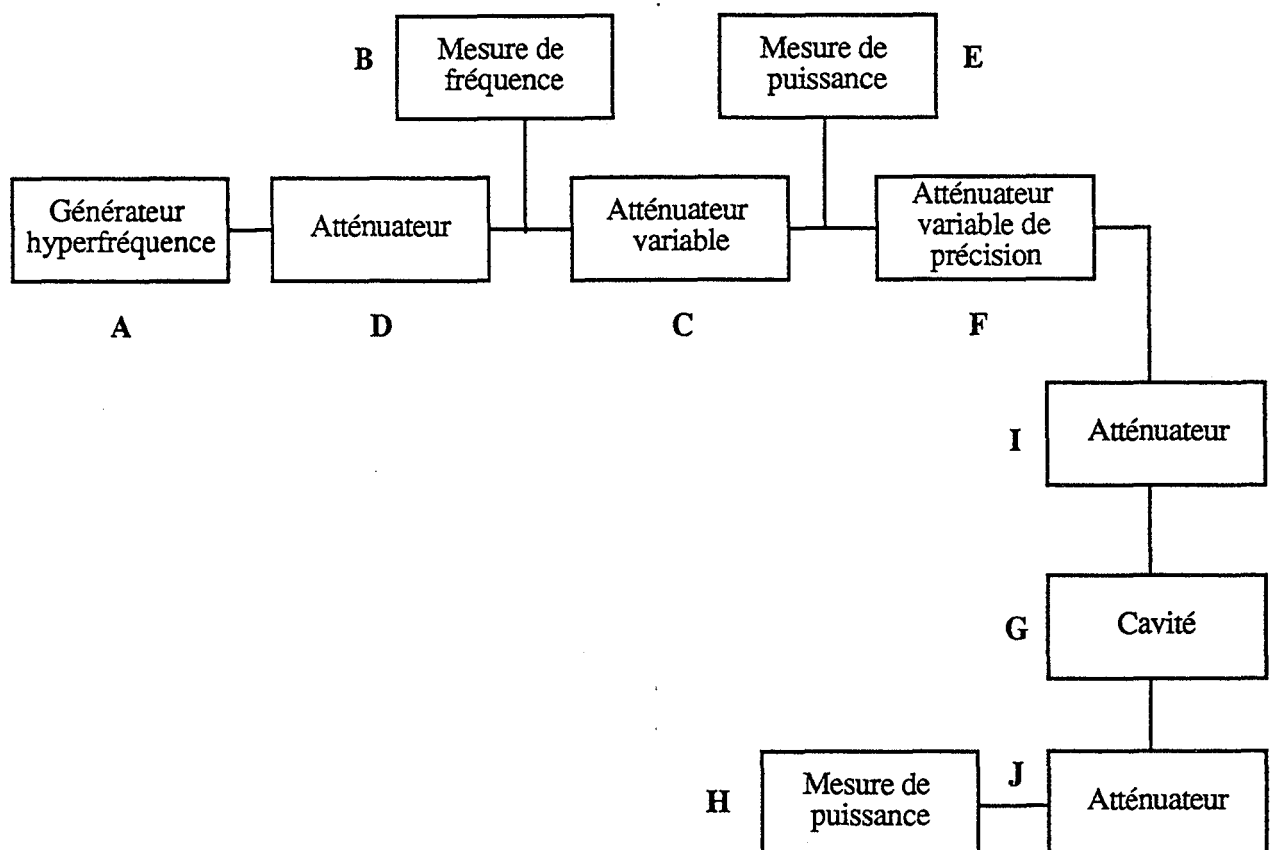 B
Mesure de
fréquence
Mesure de
puissance
E
Générateur
hyperfréquence
Atténuateur
Atténuateur
variable
Atténuateur
variable de
précision
A
D
C
F
I
Atténuateur
G
Cavité
H
Mesure de
puissance
J
Atténuateur